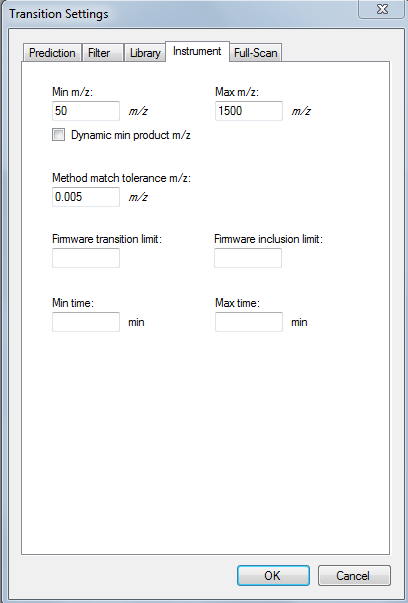 Transition Settings
Prediction Filter Library Instrument Full-Scan
Min m/z: Max m/z:
50 m/z 1500 m/z
Dynamic min product m/z
Method match tolerance m/z:
0.005 m/z
Firmware transition limit: Firmware inclusion limit:
Min time: Max time:
min min
OK Cancel